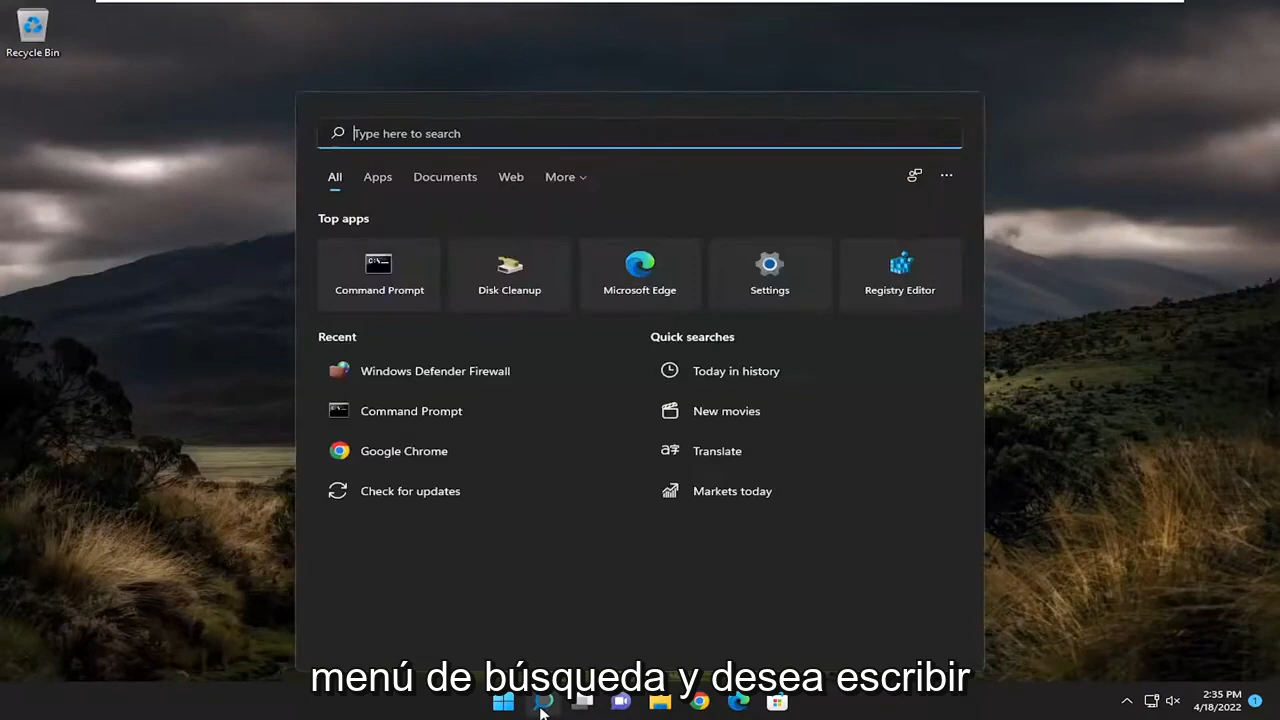 Recycle Bin
Type here to search
All Apps Documents Web More
Top apps
Command Prompt Disk Cleanup Microsoft Edge Settings Registry Editor
Recent Quick searches
Windows Defender Firewall Today in history
Command Prompt New movies
Google Chrome Translate
Check for updates Markets today
menú de búsqueda y desea escribir
2:35 PM
4/18/2022
1